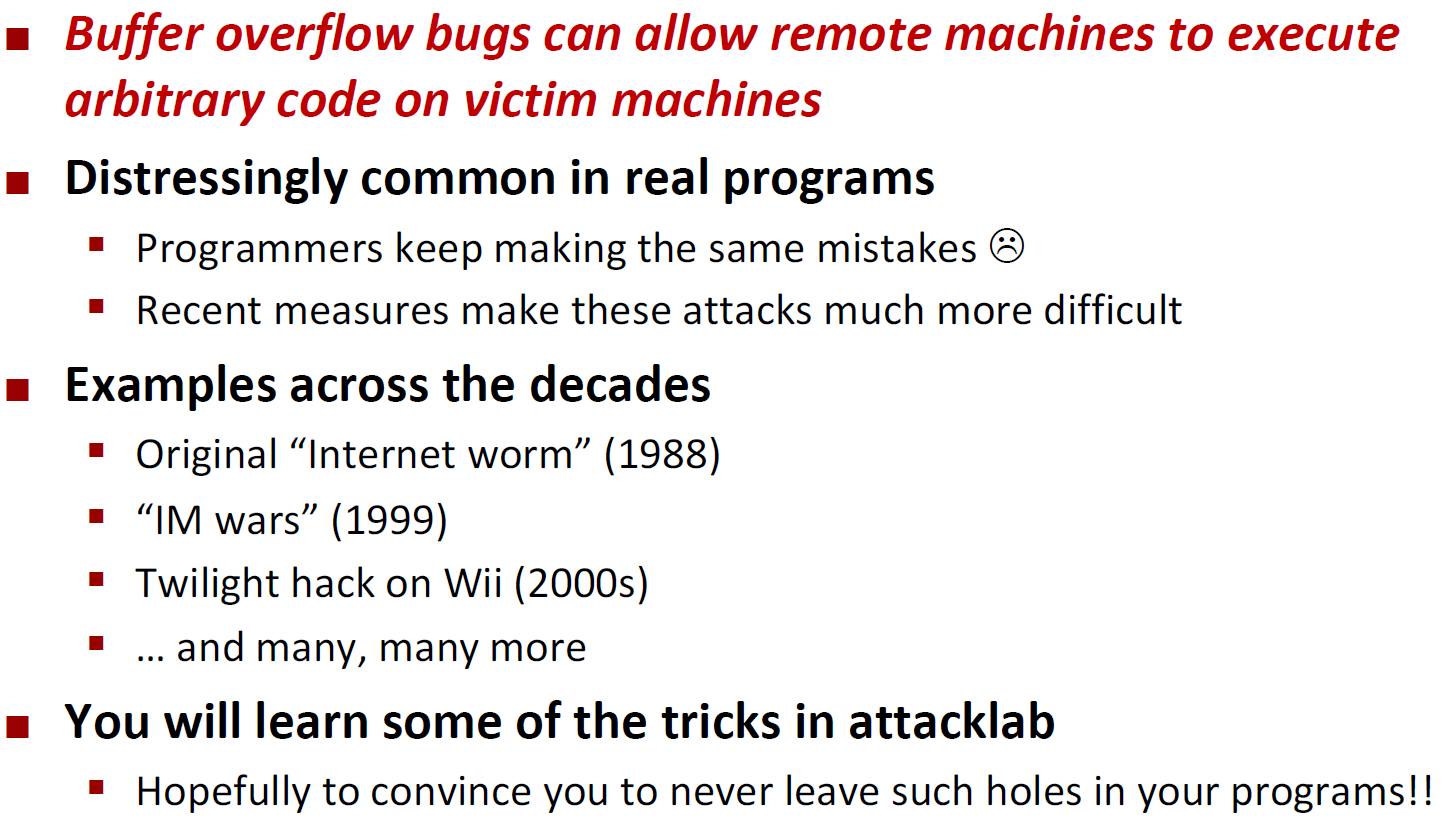 ■ Buffer overflow bugs can allow remote machines to execute
arbitrary code on victim machines
■ Distressingly common in real programs
▪ Programmers keep making the same mistakes ☹
▪ Recent measures make these attacks much more difficult
■ Examples across the decades
▪ Original “Internet worm” (1988)
▪ “IM wars” (1999)
▪ Twilight hack on Wii (2000s)
▪ … and many, many more
■ You will learn some of the tricks in attacklab
▪ Hopefully to convince you to never leave such holes in your programs!!